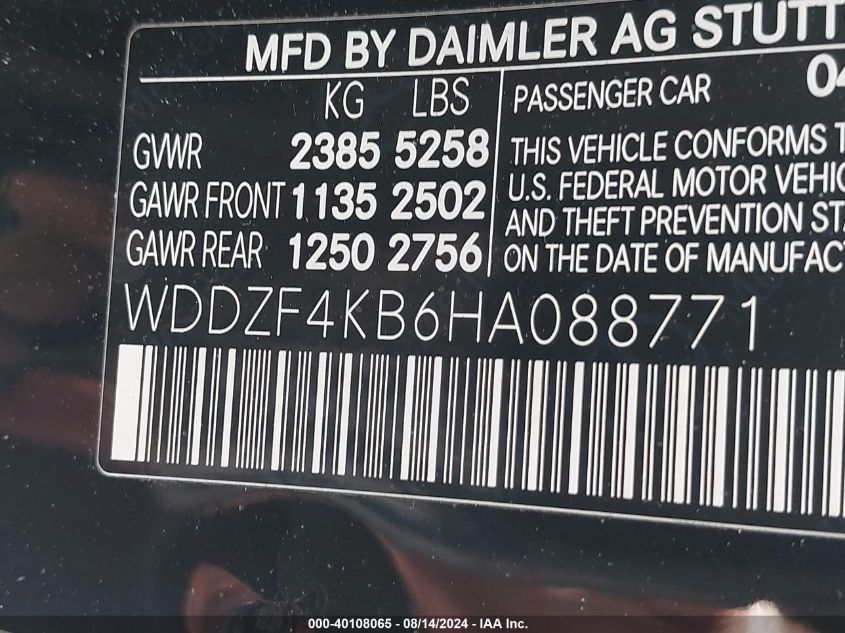 MFD BY DAIMLER AG STUTT
KG LBS
GVWR 2385 5258
GAWR FRONT 1135 2502
GAWR REAR 1250 2756
PASSENGER CAR 04
THIS VEHICLE CONFORMS T
U.S. FEDERAL MOTOR VEHIC
AND THEFT PREVENTION STA
ON THE DATE OF MANUFAC
WDDZF4KB6HA088771
000-40108065 - 08/14/2024 - IAA Inc.